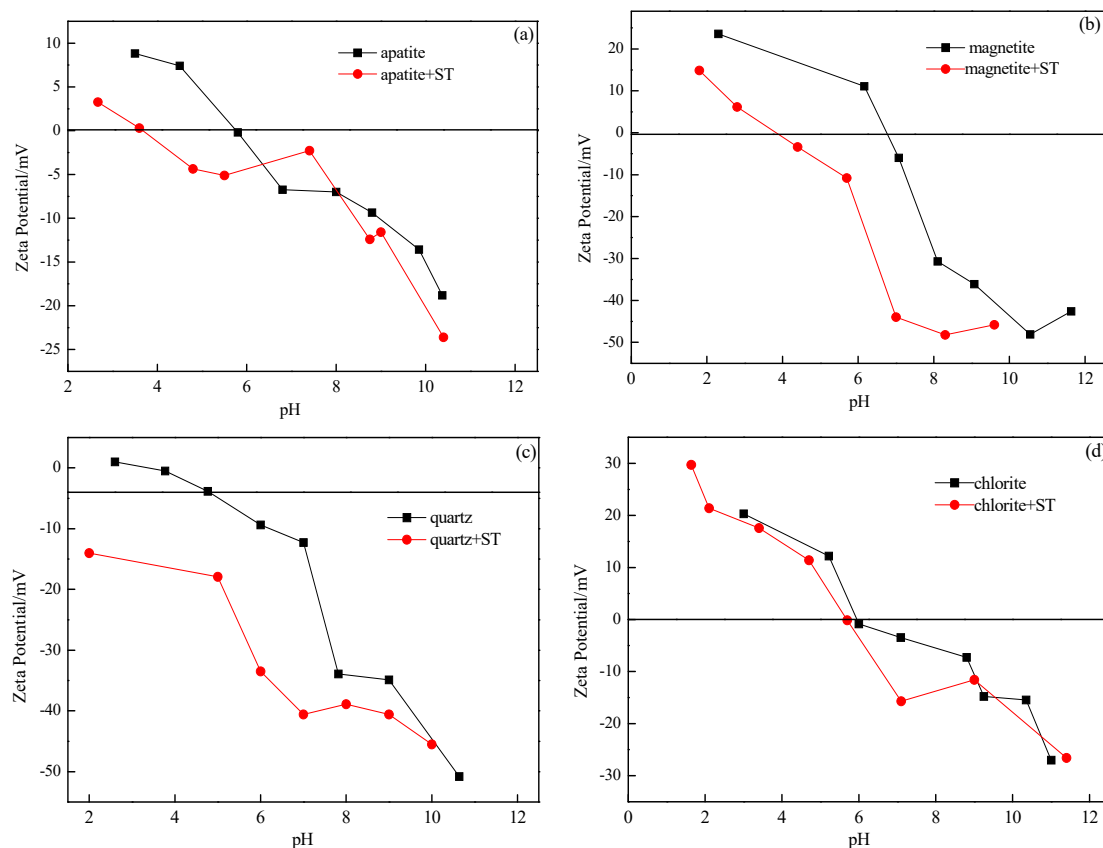 (a)
apatite
apatite+ST
10
5
0
-5
-10
-15
-20
-25
Zeta Potential/mV
2
4
6
8
10
12
pH
(b)
magnetite
magnetite+ST
20
10
0
-10
-20
-30
-40
-50
Zeta Potential/mV
0
2
4
6
8
10
12
pH
(c)
quartz
quartz+ST
0
-10
-20
-30
-40
-50
Zeta Potential/mV
2
4
6
8
10
12
pH
(d)
chlorite
chlorite+ST
30
20
10
0
-10
-20
-30
Zeta Potential/mV
0
2
4
6
8
10
12
pH